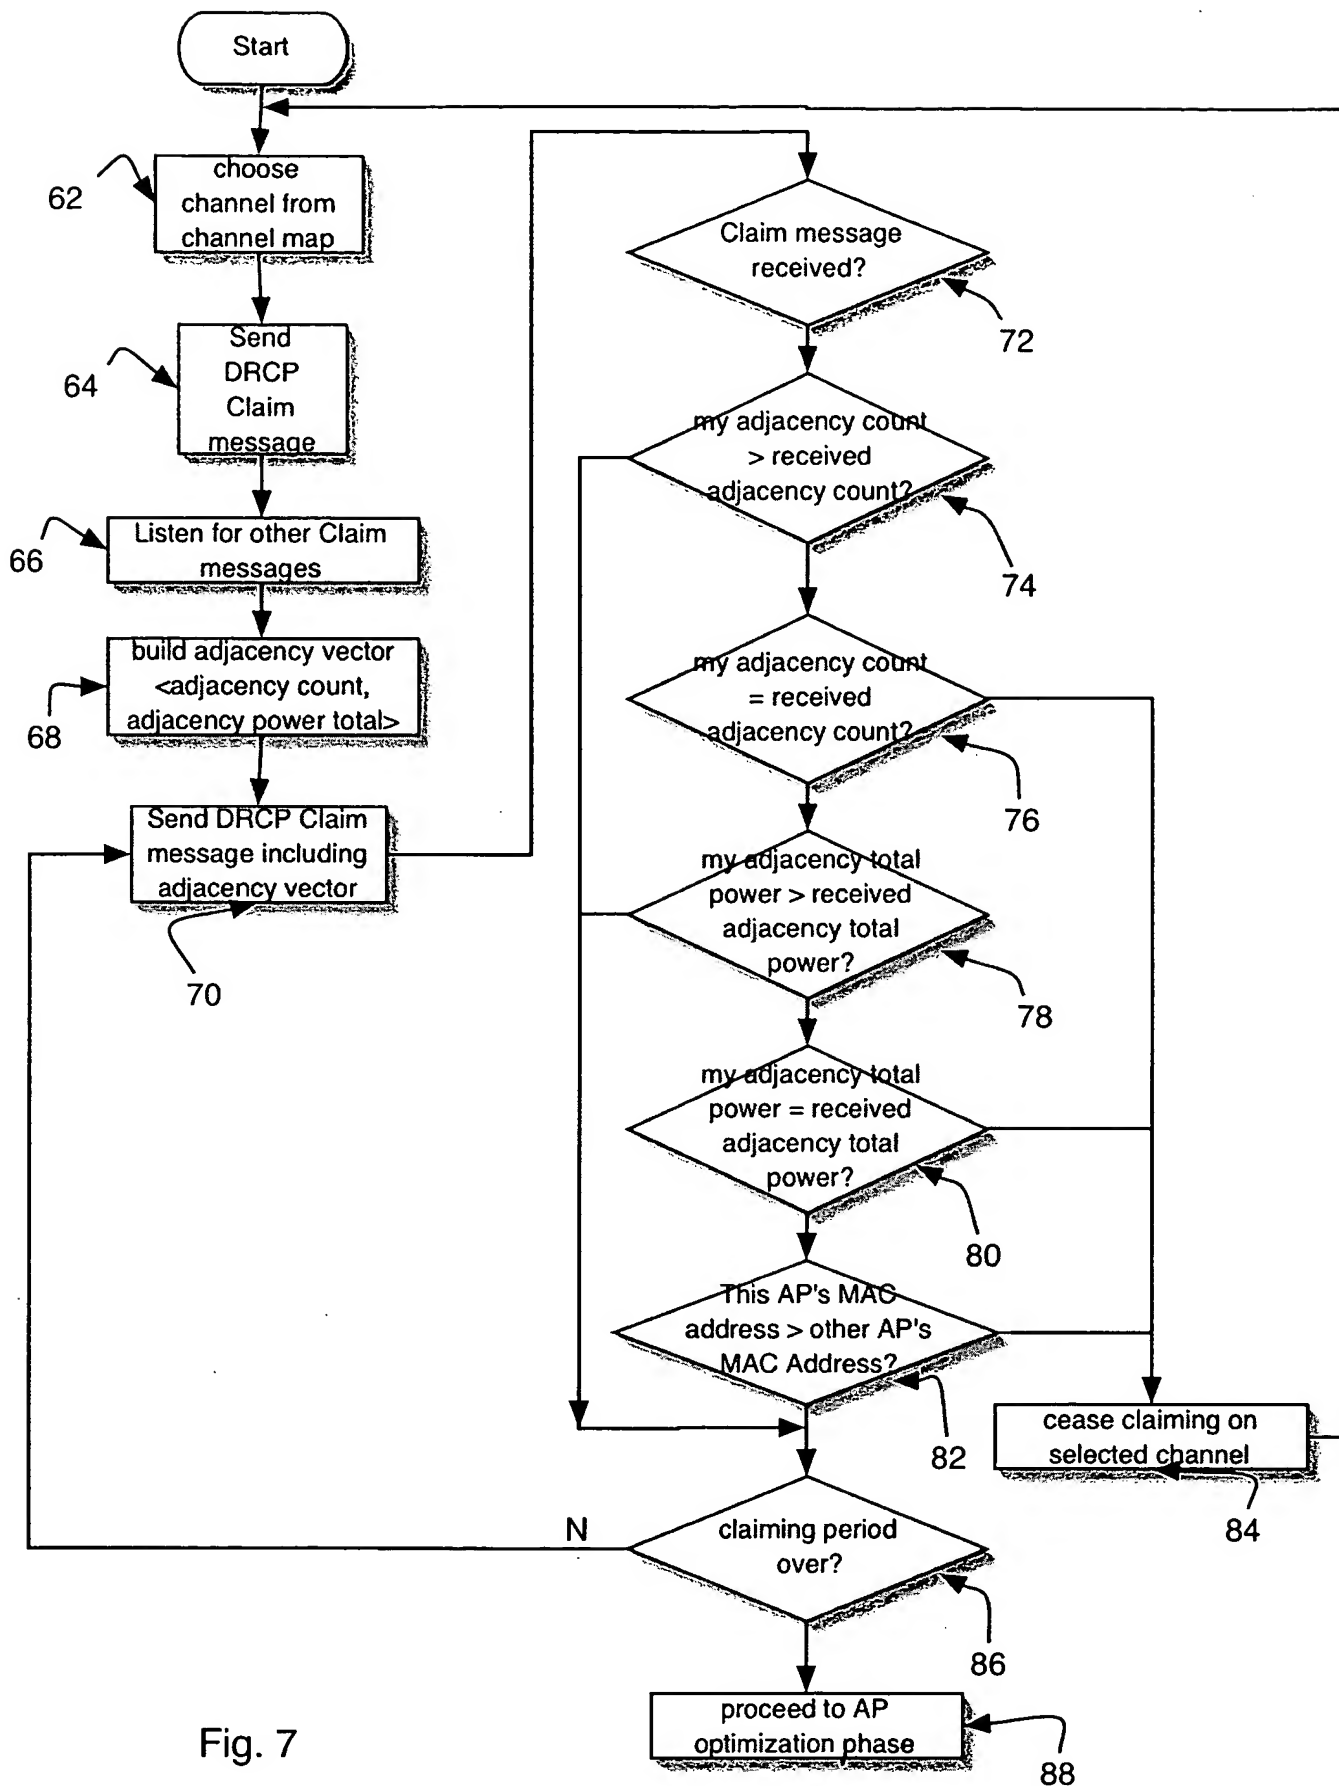 Start
choose
channel from
channel map
62
Send
DRCP
Claim
message
64
Listen for other Claim
messages
66
build adjacency vector
<adjacency count,
adjacency power total>
68
Send DRCP Claim
message including
adjacency vector
70
Claim message
received?
72
my adjacency count
> received
adjacency count?
74
my adjacency count
= received
adjacency count?
76
my adjacency total
power > received
adjacency total
power?
78
my adjacency total
power = received
adjacency total
power?
80
This AP's MAC
address > other AP's
MAC Address?
82
cease claiming on
selected channel
84
claiming period
over?
N
86
proceed to AP
optimization phase
88
Fig. 7